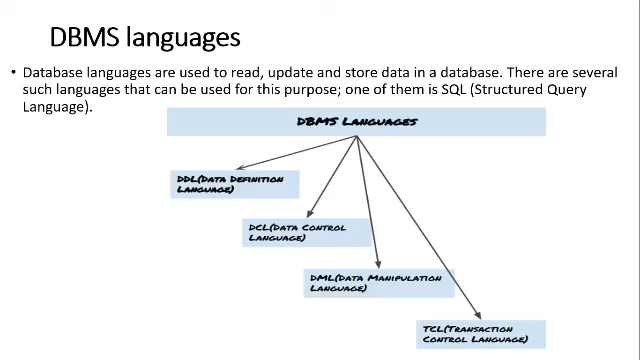 DBMS languages
• Database languages are used to read, update and store data in a database. There are several
such languages that can be used for this purpose; one of them is SQL (Structured Query
Language).
DBMS Languages
DDL(Data Definition
Language)
DCL(Data Control
Language)
DML(Data Manipulation
Language)
TCL(Transaction
Control Language)